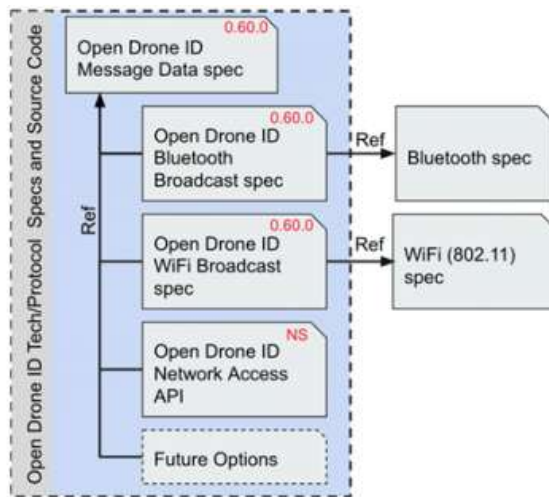 Open Drone ID Tech/Protocol Specs and Source Code
0.60.0
Open Drone ID
Message Data spec
Ref
0.60.0
Open Drone ID
Bluetooth
Broadcast spec
Ref
Bluetooth spec
0.60.0
Open Drone ID
WiFi Broadcast
spec
Ref
WiFi (802.11)
spec
NS
Open Drone ID
Network Access
API
Future Options